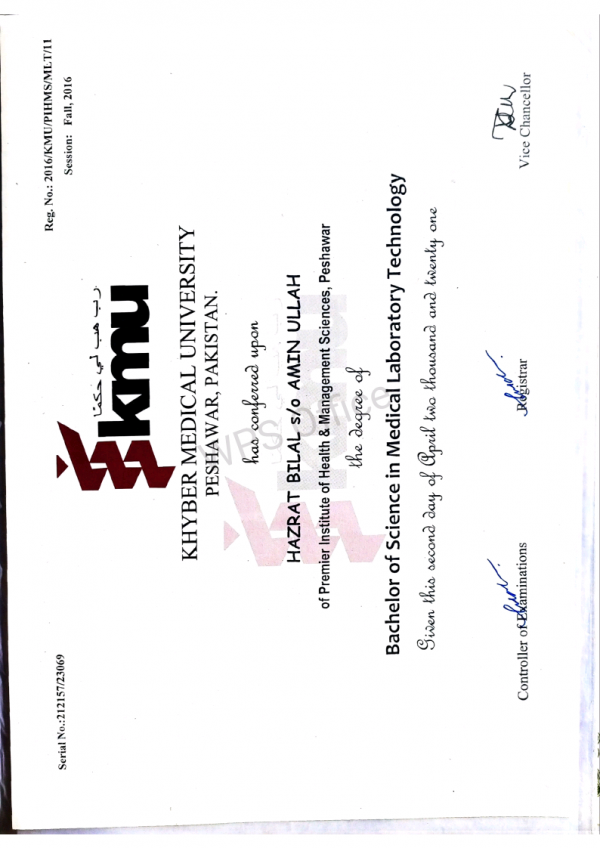 Serial No.:212157/23069
Reg. No.: 2016/KMU/PIHMS/MLT/11
Session: Fall, 2016
رب هب لي حكما
kmu
KHYBER MEDICAL UNIVERSITY
PESHAWAR, PAKISTAN.
has conferred upon
HAZRAT BILAL s/o AMIN ULLAH
of Premier Institute of Health & Management Sciences, Peshawar
the degree of
Bachelor of Science in Medical Laboratory Technology
Given this second day of April two thousand and twenty one
Controller of Examinations
Registrar
Vice Chancellor
WPS Office